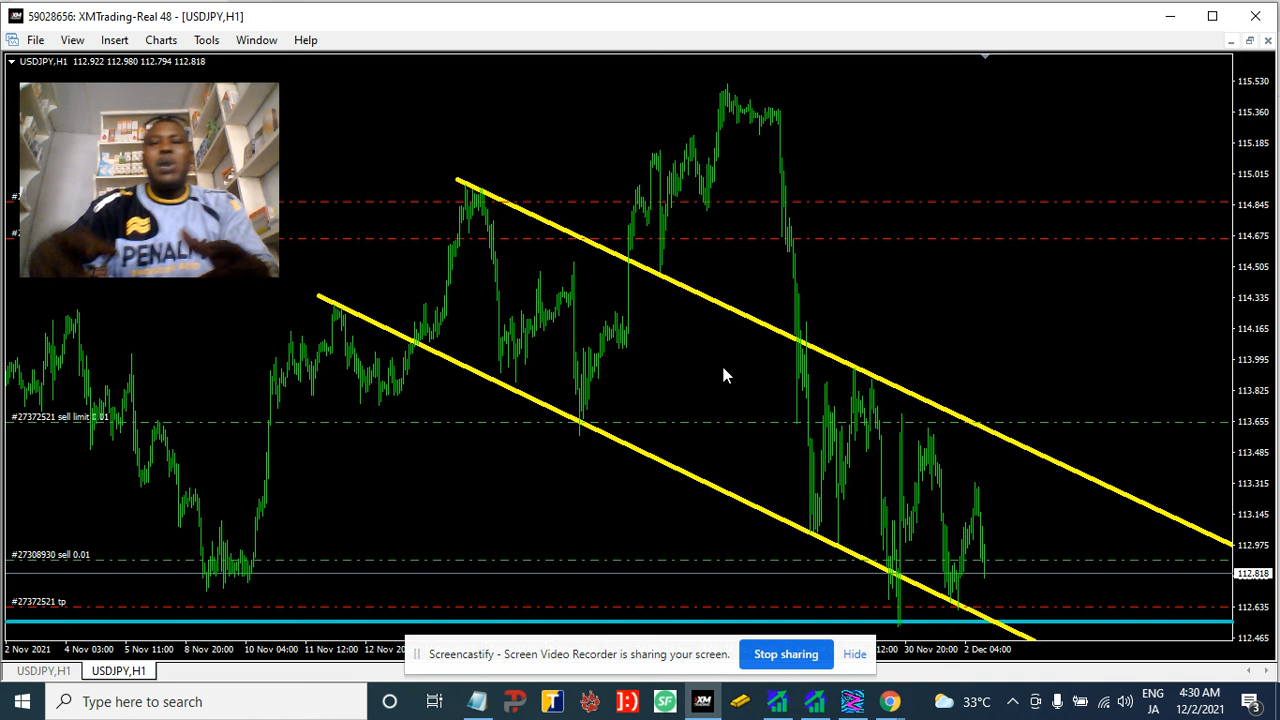 59028656: XMTrading-Real 48 - [USDJPY,H1]
File View Insert Charts Tools Window Help
USDJPY,H1 112.922 112.980 112.794 112.818
115.530
115.360
115.185
115.015
114.845
114.675
114.505
114.335
114.165
113.995
113.825
113.655
113.485
113.315
113.145
112.975
112.818
112.635
112.465
PENAL
#27372521 sell limit 0.01
#27308930 sell 0.01
#27372521 tp
2 Nov 2021 4 Nov 03:00 5 Nov 11:00 8 Nov 20:00 10 Nov 04:00 11 Nov 12:00 12 Nov 20:00 30 Nov 20:00 2 Dec 04:00
Screencastify - Screen Video Recorder is sharing your screen. Stop sharing Hide
USDJPY,H1 USDJPY,H1
Type here to search
33°C ENG 4:30 AM
JA 12/2/2021
3